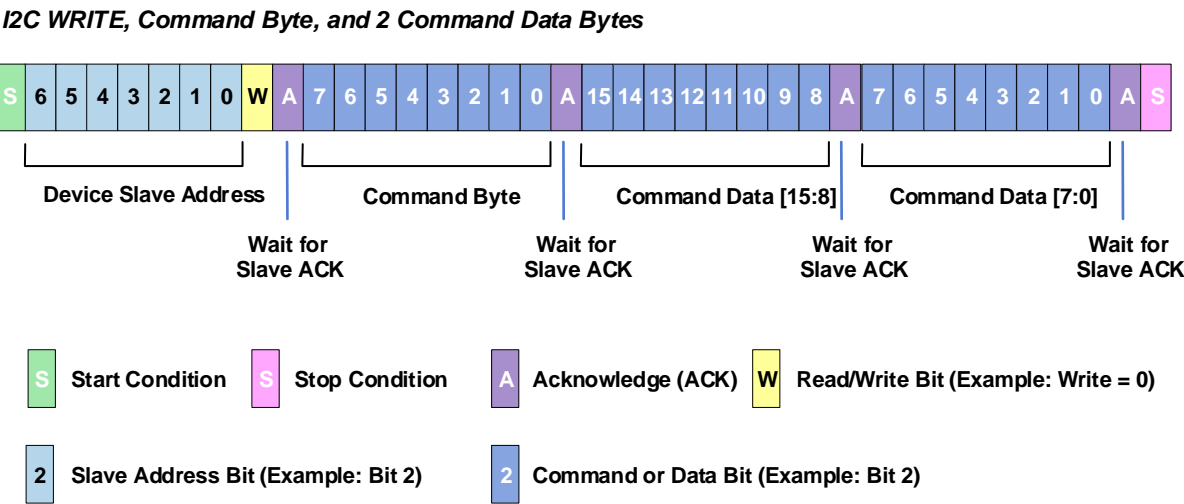 I2C WRITE, Command Byte, and 2 Command Data Bytes
S 6 5 4 3 2 1 0 W A 7 6 5 4 3 2 1 0 A 15 14 13 12 11 10 9 8 A 7 6 5 4 3 2 1 0 A S
Device Slave Address Command Byte Command Data [15:8] Command Data [7:0]
Wait for Wait for Wait for Wait for
Slave ACK Slave ACK Slave ACK Slave ACK
S Start Condition S Stop Condition A Acknowledge (ACK) W Read/Write Bit (Example: Write = 0)
2 Slave Address Bit (Example: Bit 2) 2 Command or Data Bit (Example: Bit 2)